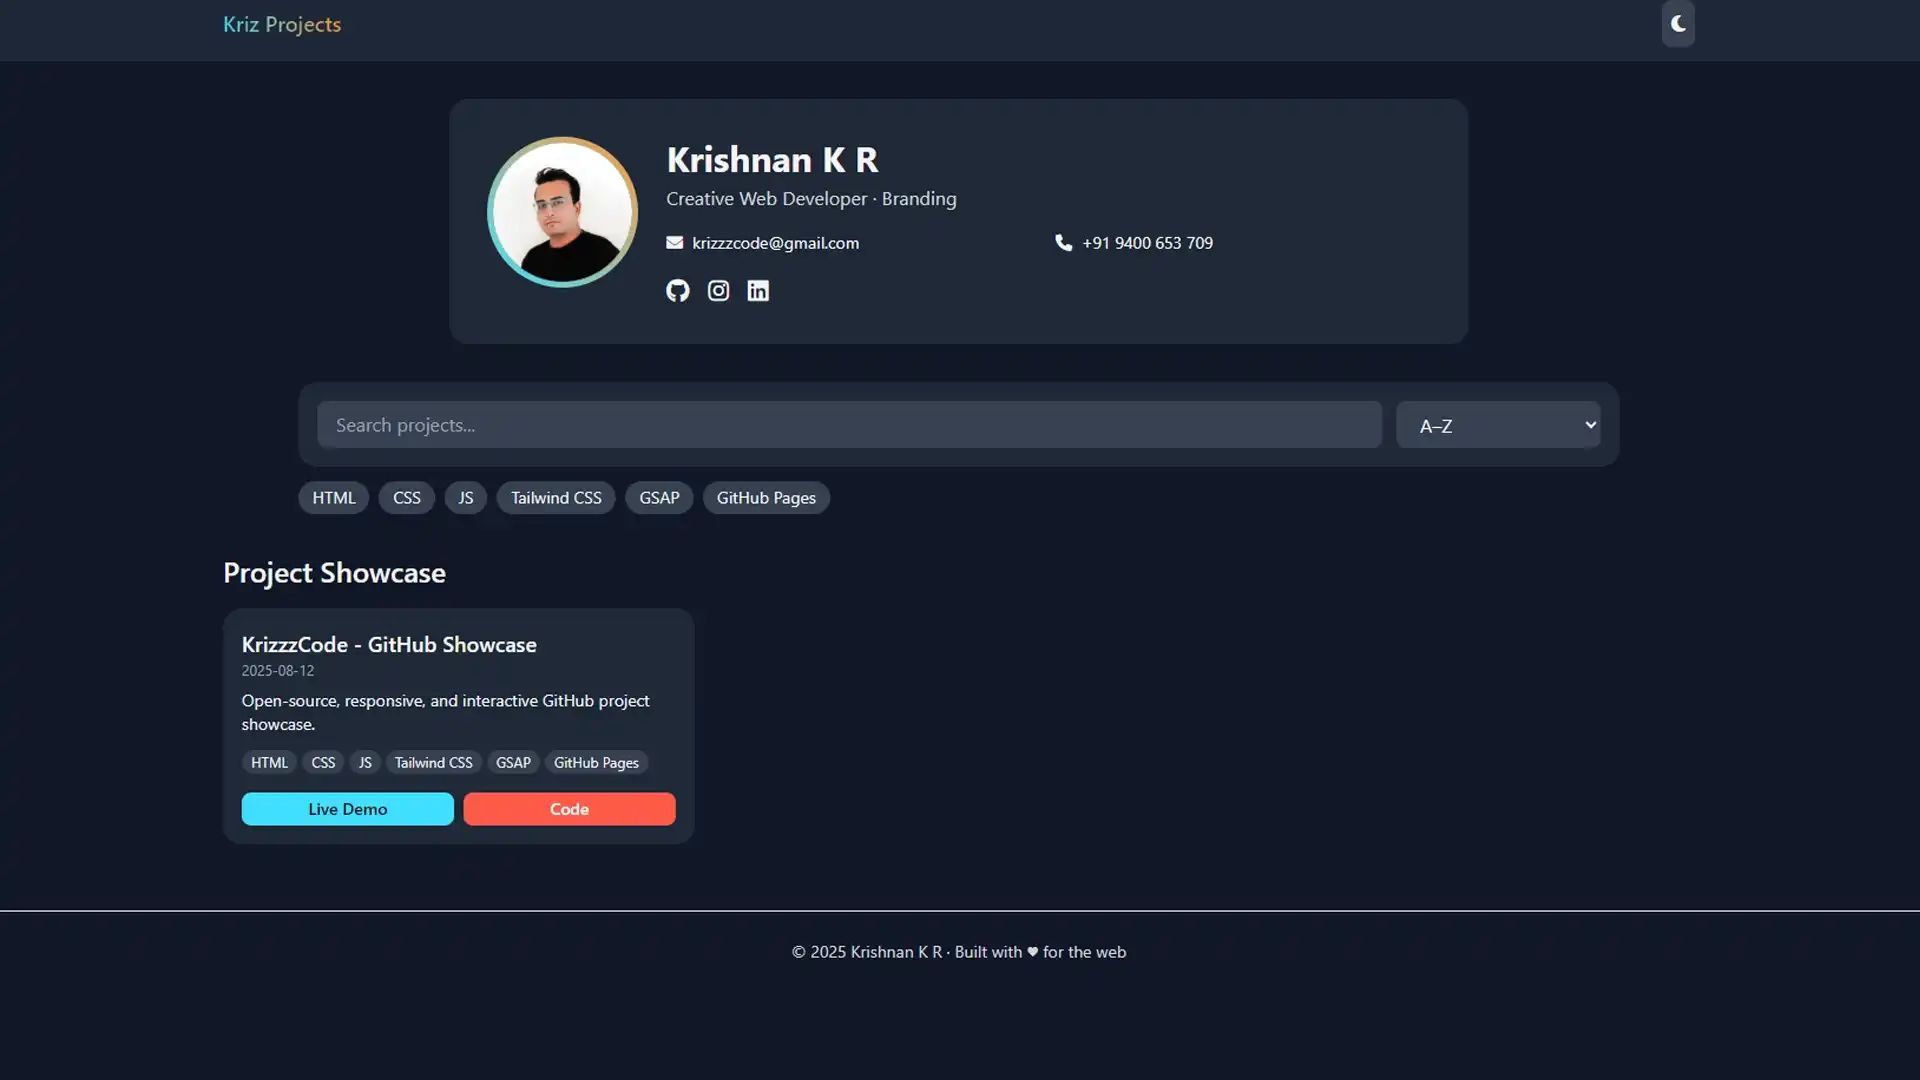 Kriz Projects
Krishnan K R
Creative Web Developer · Branding
krizzzcode@gmail.com
+91 9400 653 709
Search projects...
A–Z
HTML CSS JS Tailwind CSS GSAP GitHub Pages
Project Showcase
KrizzzCode - GitHub Showcase
2025-08-12
Open-source, responsive, and interactive GitHub project
showcase.
HTML CSS JS Tailwind CSS GSAP GitHub Pages
Live Demo Code
© 2025 Krishnan K R · Built with ♥ for the web